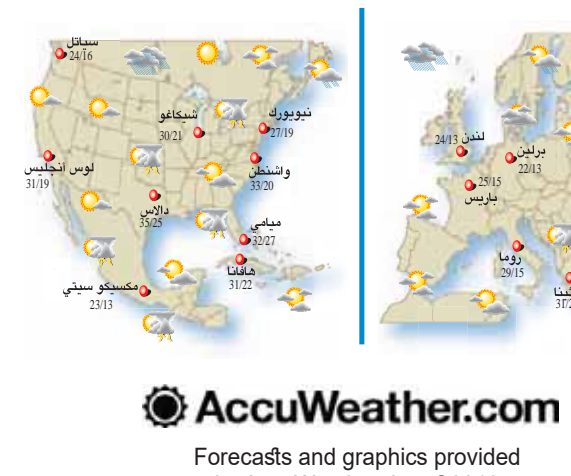 سياتل
24/16
شيكاغو
30/21
نيويورك
27/19
لوس أنجليس
31/19
واشنطن
33/20
دالاس
35/25
ميامي
32/27
هافانا
31/22
مكسيكو سيتي
23/13
لندن
24/13
برلين
22/13
25/15
باريس
روما
29/15
AccuWeather.com
Forecasts and graphics provided